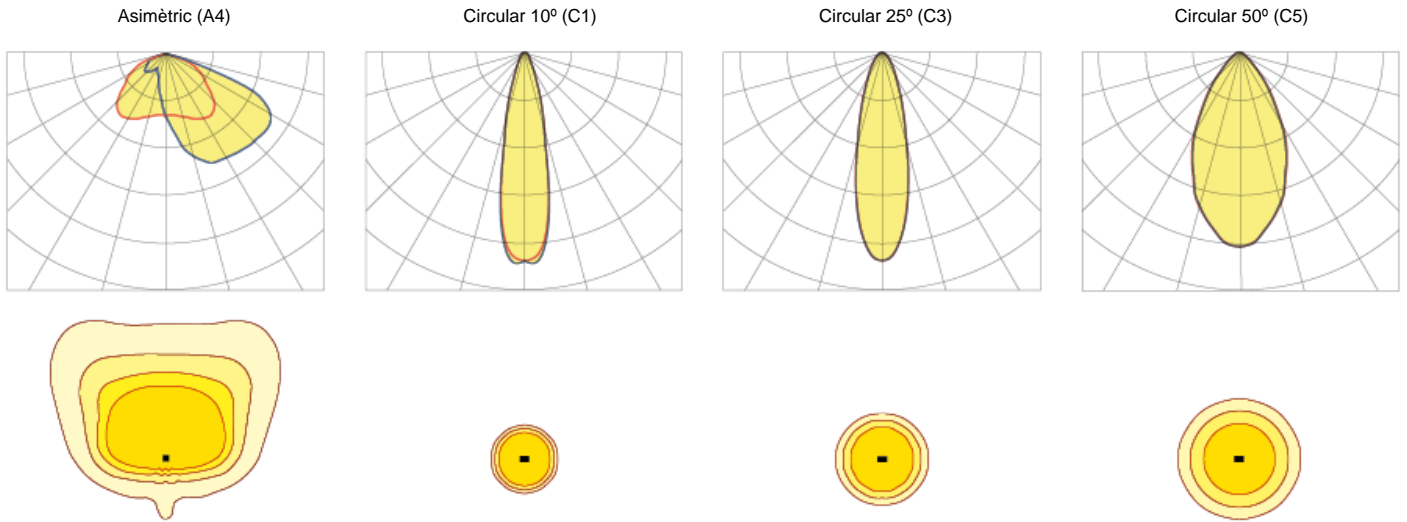 Asimètric (A4)
Circular 10º (C1)
Circular 25º (C3)
Circular 50º (C5)